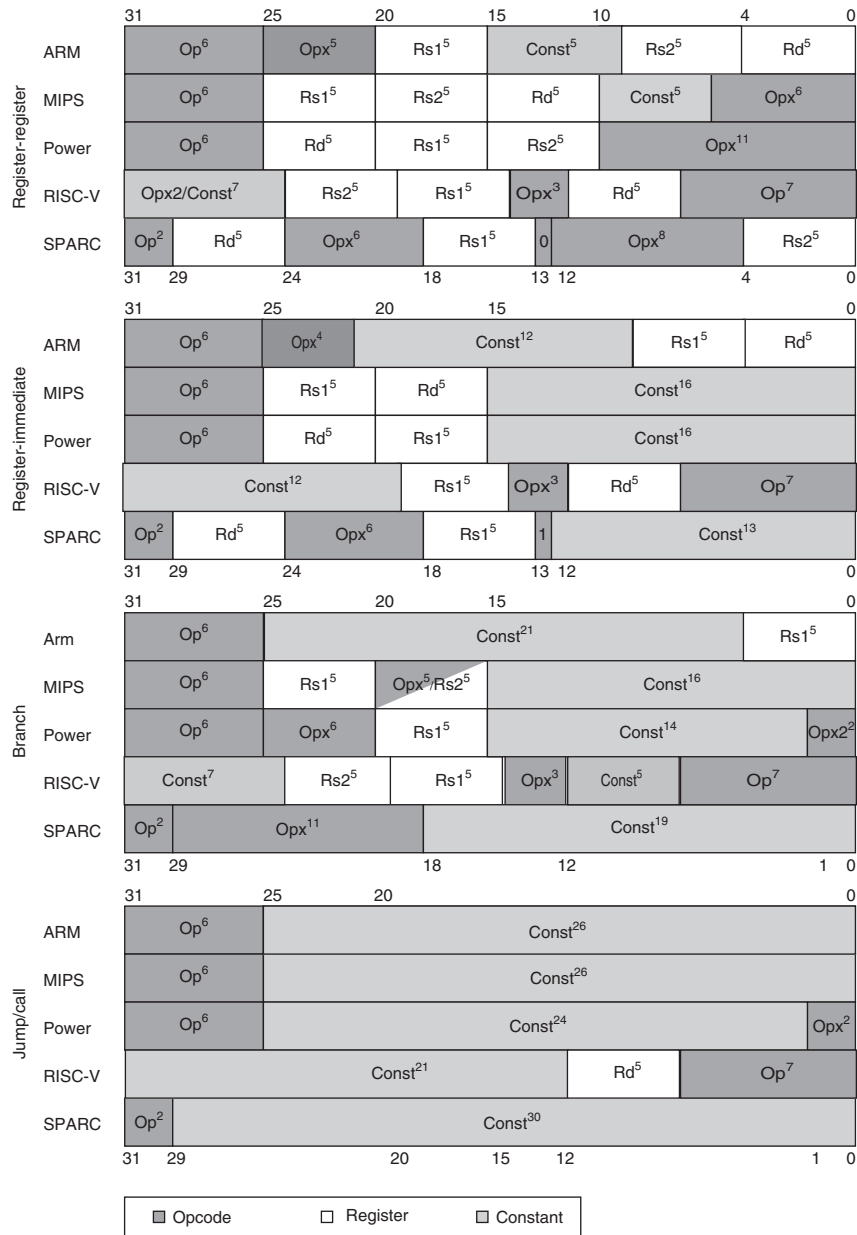 31 25 20 15 10 4 0
Register-register
ARM Op⁶ Opx⁵ Rs1⁵ Const⁵ Rs2⁵ Rd⁵
MIPS Op⁶ Rs1⁵ Rs2⁵ Rd⁵ Const⁵ Opx⁶
Power Op⁶ Rd⁵ Rs1⁵ Rs2⁵ Opx¹¹
RISC-V Opx2/Const⁷ Rs2�5 Rs1⁵ Opx³ Rd⁵ Op⁷
SPARC Op² Rd⁵ Opx⁶ Rs1⁵ 0 Opx⁸ Rs2⁵
31 29 24 18 13 12 4 0
31 25 20 15 0
Register-immediate
ARM Op⁶ Opx⁴ Const¹² Rs1⁵ Rd⁵
MIPS Op⁶ Rs1⁵ Rd⁵ Const¹⁶
Power Op⁶ Rd⁵ Rs1⁵ Const¹⁶
RISC-V Const¹² Rs1⁵ Opx³ Rd⁵ Op⁷
SPARC Op² Rd⁵ Opx⁶ Rs1⁵ 1 Const¹³
31 29 24 18 13 12 0
31 25 20 15 0
Branch
Arm Op⁶ Const²¹ Rs1⁵
MIPS Op⁶ Rs1⁵ Opx⁵/Rs2⁵ Const¹⁶
Power Op⁶ Opx⁶ Rs1⁵ Const¹⁴ Opx2²
RISC-V Const⁷ Rs2⁵ Rs1⁵ Opx³ Const⁵ Op⁷
SPARC Op² Opx¹¹ Const¹⁹
31 29 18 12 1 0
31 25 20 0
Jump/call
ARM Op⁶ Const²⁶
MIPS Op⁶ Const²⁶
Power Op⁶ Const²⁴ Opx²
RISC-V Const²¹ Rd⁵ Op⁷
SPARC Op² Const³⁰
31 29 20 15 12 1 0
Opcode Register Constant